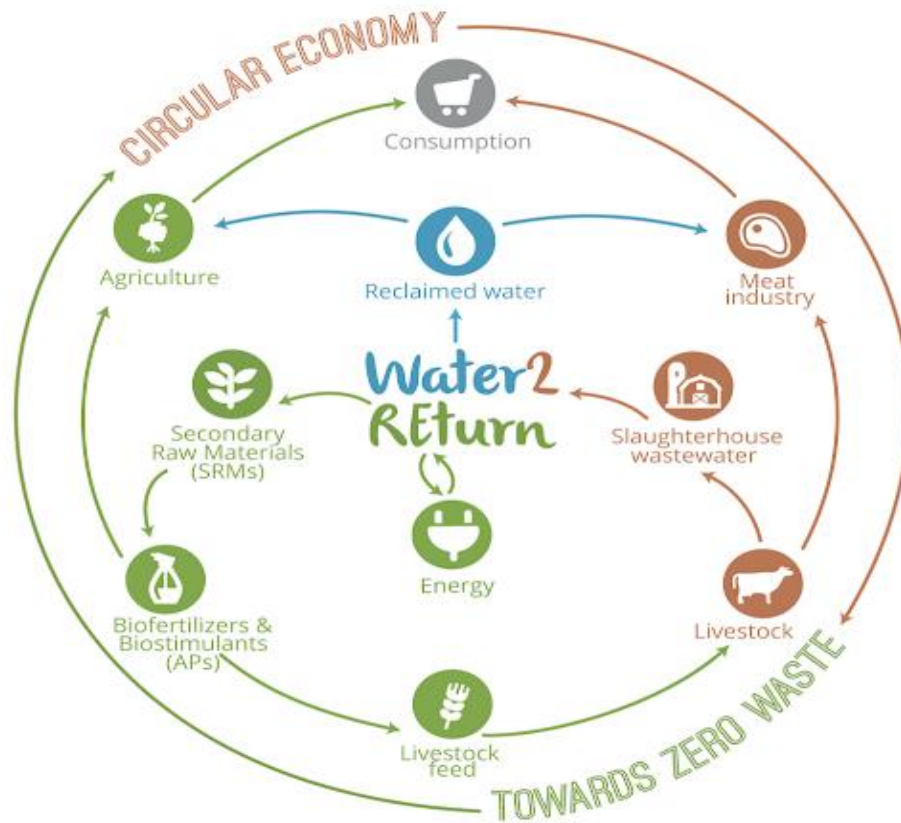 CIRCULAR ECONOMY
Consumption
Agriculture
Reclaimed water
Meat
industry
Water2
REturn
Secondary
Raw Materials
(SRMs)
Slaughterhouse
wastewater
Energy
Biofertilizers &
Biostimulants
(APs)
Livestock
Livestock
feed
TOWARDS ZERO WASTE